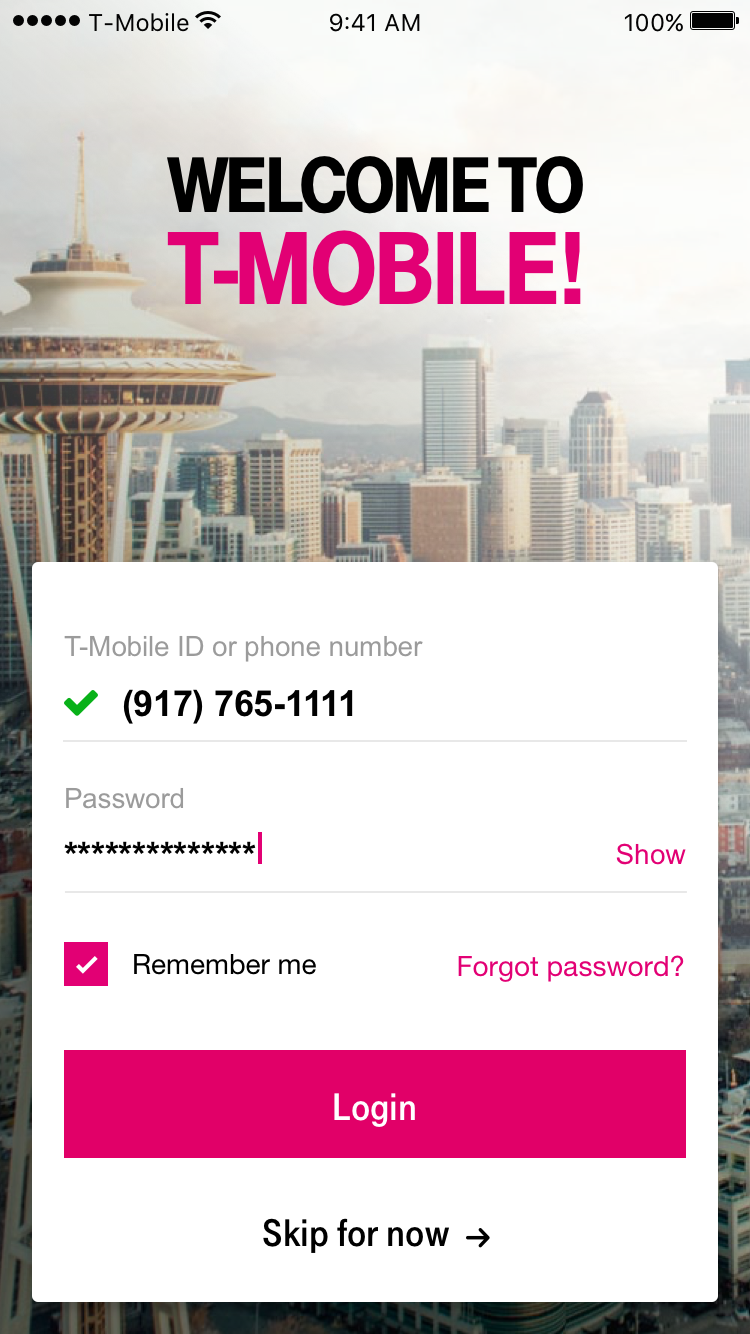 ●●●●● T-Mobile 9:41 AM 100%
WELCOME TO
T-MOBILE!
T-Mobile ID or phone number
(917) 765-1111
Password
**************
Show
Remember me
Forgot password?
Login
Skip for now →